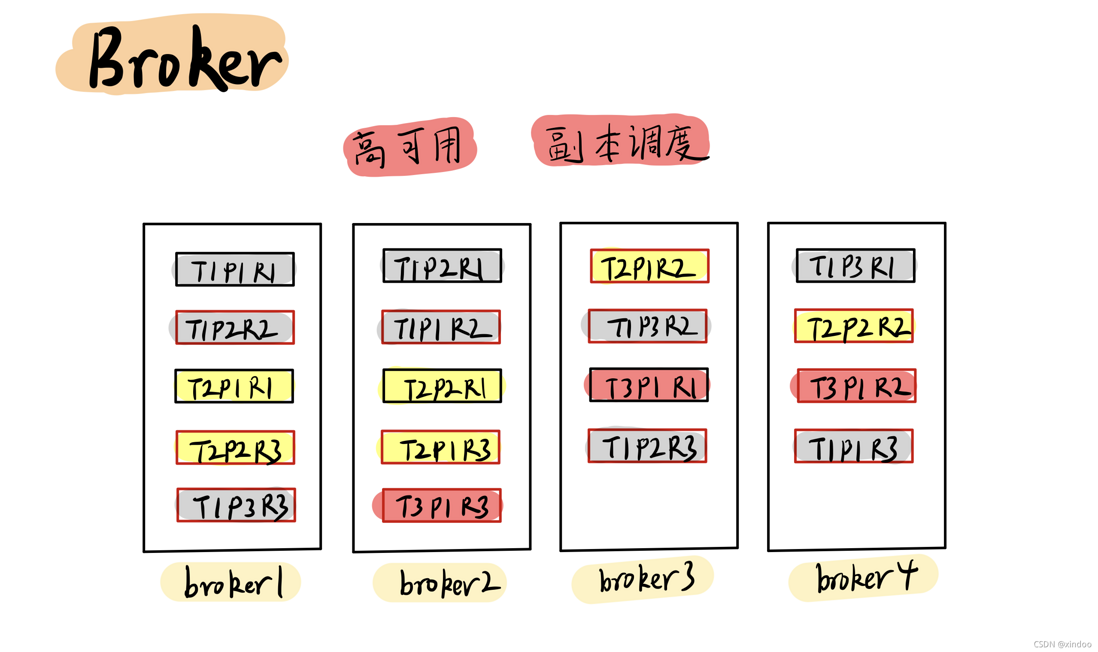 Broker
高可用 副本调度
T1P1R1
T1P2R2
T2P1R1
T2P2R3
T1P3R3
broker1
T1P2R1
T1P1R2
T2P2R1
T2P1R3
T3P1R3
broker2
T2P1R2
T1P3R2
T3P1R1
T1P2R3
broker3
T1P3R1
T2P2R2
T3P1R2
T1P1R3
broker4
CSDN @xindoo